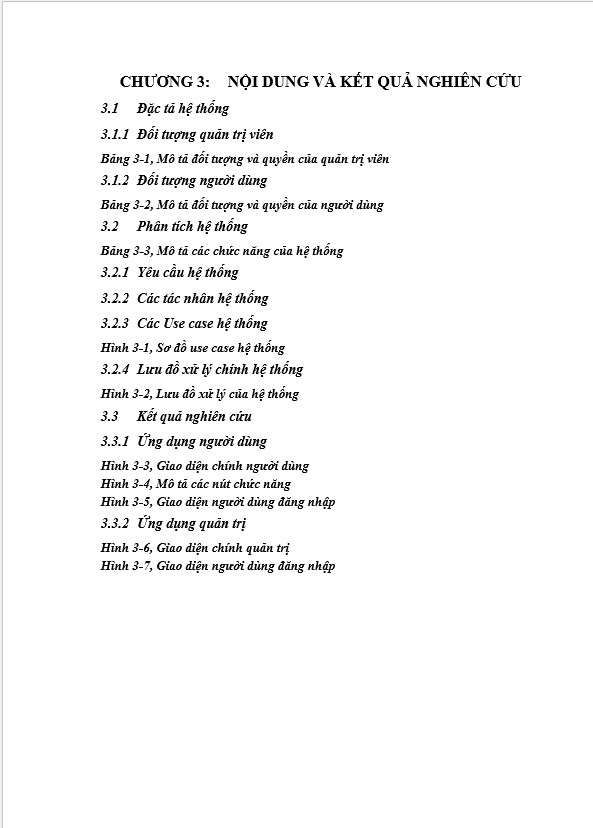 CHƯƠNG 3: NỘI DUNG VÀ KẾT QUẢ NGHIÊN CỨU
3.1 Đặc tả hệ thống
3.1.1 Đối tượng quản trị viên
Bảng 3-1, Mô tả đối tượng và quyền của quản trị viên
3.1.2 Đối tượng người dùng
Bảng 3-2, Mô tả đối tượng và quyền của người dùng
3.2 Phân tích hệ thống
Bảng 3-3, Mô tả các chức năng của hệ thống
3.2.1 Yêu cầu hệ thống
3.2.2 Các tác nhân hệ thống
3.2.3 Các Use case hệ thống
Hình 3-1, Sơ đồ use case hệ thống
3.2.4 Lưu đồ xử lý chính hệ thống
Hình 3-2, Lưu đồ xử lý của hệ thống
3.3 Kết quả nghiên cứu
3.3.1 Ứng dụng người dùng
Hình 3-3, Giao diện chính người dùng
Hình 3-4, Mô tả các nút chức năng
Hình 3-5, Giao diện người dùng đăng nhập
3.3.2 Ứng dụng quản trị
Hình 3-6, Giao diện chính quản trị
Hình 3-7, Giao diện người dùng đăng nhập